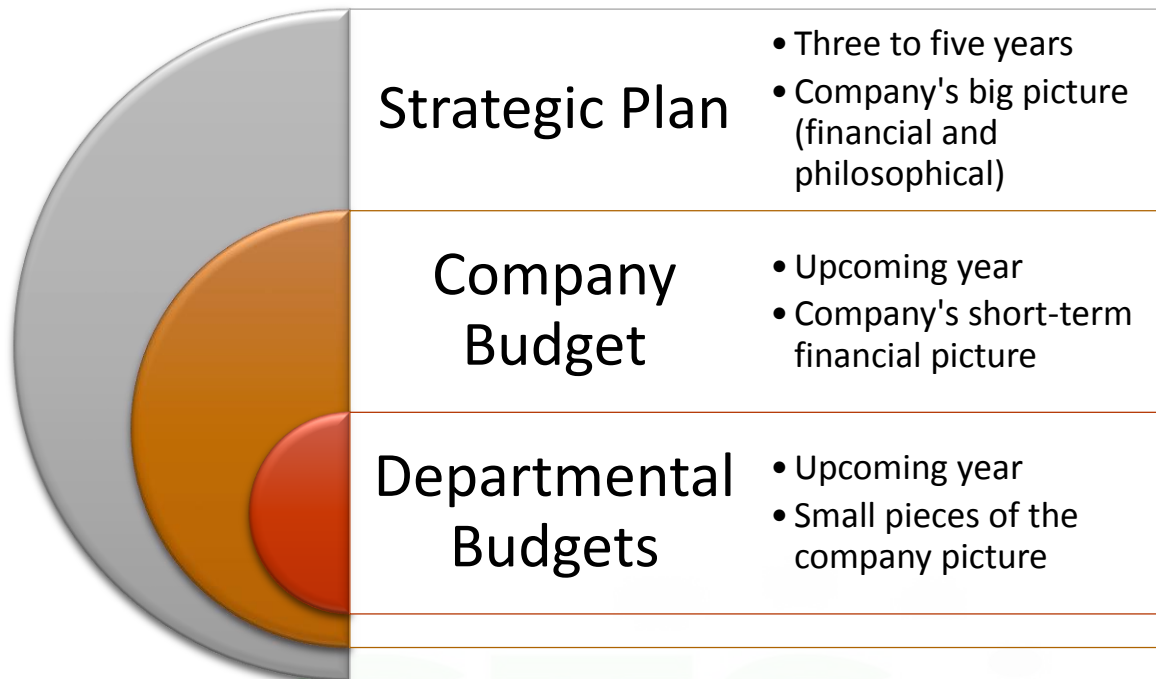 Strategic Plan
• Three to five years
• Company's big picture
(financial and
philosophical)
Company
Budget
• Upcoming year
• Company's short-term
financial picture
Departmental
Budgets
• Upcoming year
• Small pieces of the
company picture